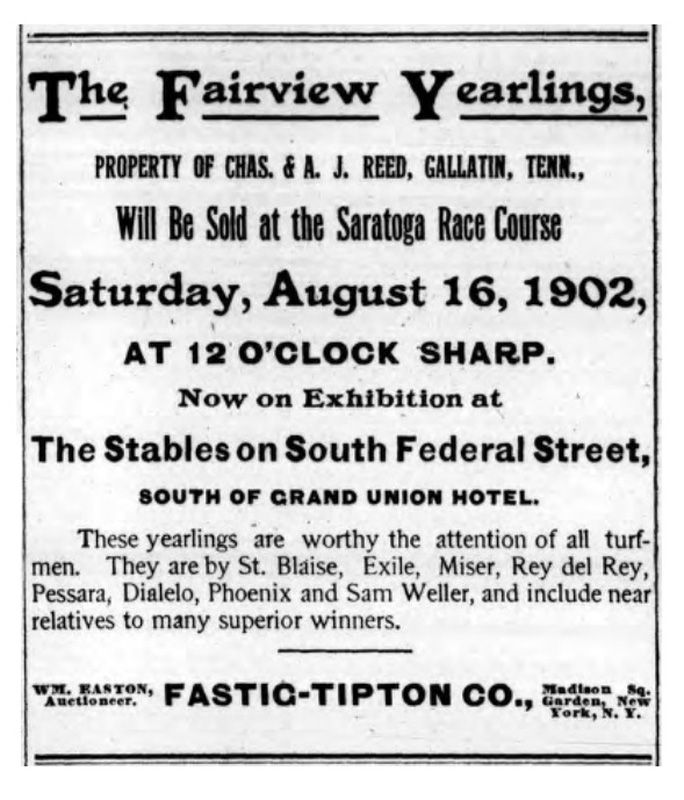 The Fairview Yearlings,
PROPERTY OF CHAS. & A. J. REED, GALLATIN, TENN.,
Will Be Sold at the Saratoga Race Course
Saturday, August 16, 1902,
AT 12 O'CLOCK SHARP.
Now on Exhibition at
The Stables on South Federal Street,
SOUTH OF GRAND UNION HOTEL.
These yearlings are worthy the attention of all turf-
men. They are by St. Blaise, Exile, Miser, Rey del Rey,
Pessara, Dialelo, Phoenix and Sam Weller, and include near
relatives to many superior winners.
WM. EASTON,
Auctioneer.
FASTIG-TIPTON CO.,
Madison Sq.
Garden, New
York, N. Y.